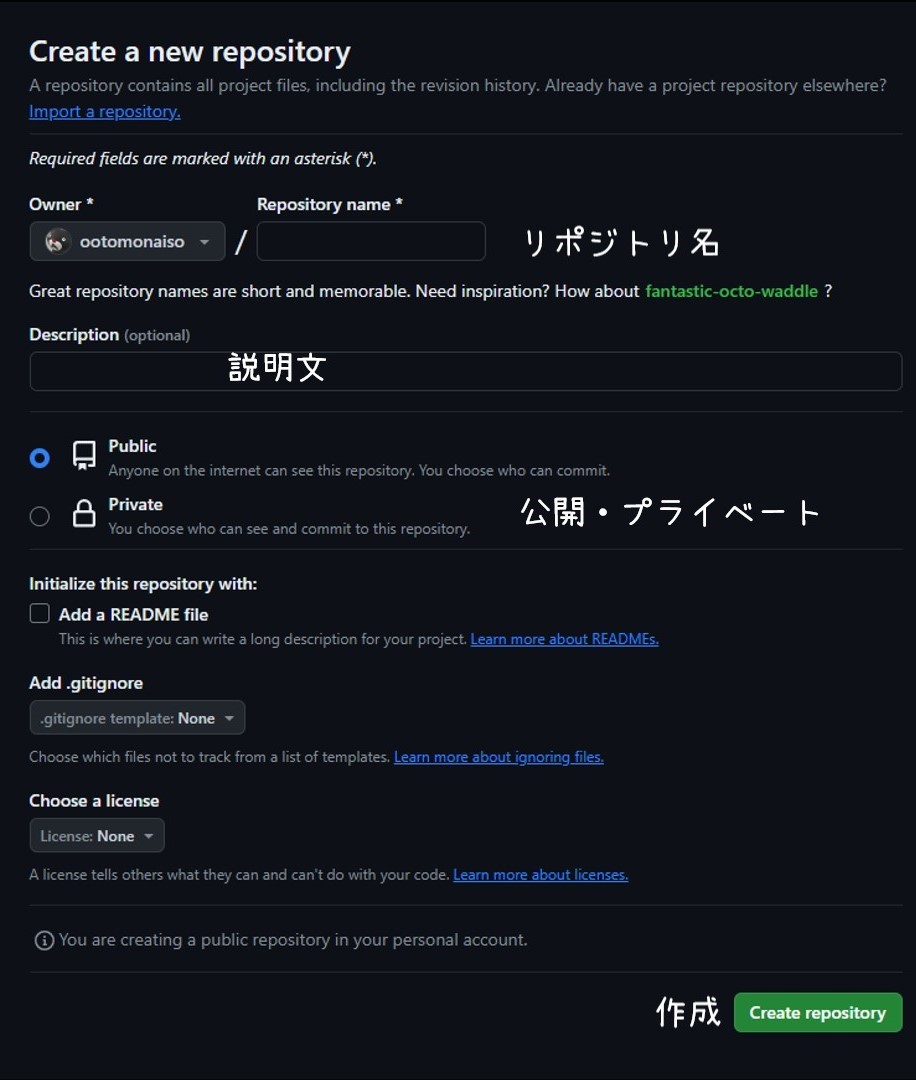 Create a new repository
A repository contains all project files, including the revision history. Already have a project repository elsewhere?
Import a repository.
Required fields are marked with an asterisk (*).
Owner *
Repository name *
ootomonaiso
/
リポジトリ名
Great repository names are short and memorable. Need inspiration? How about fantastic-octo-waddle ?
Description (optional)
説明文
Public
Anyone on the internet can see this repository. You choose who can commit.
Private
You choose who can see and commit to this repository.
公開・プライベート
Initialize this repository with:
Add a README file
This is where you can write a long description for your project. Learn more about READMEs.
Add .gitignore
.gitignore template: None
Choose which files not to track from a list of templates. Learn more about ignoring files.
Choose a license
License: None
A license tells others what they can and can't do with your code. Learn more about licenses.
You are creating a public repository in your personal account.
作成 Create repository